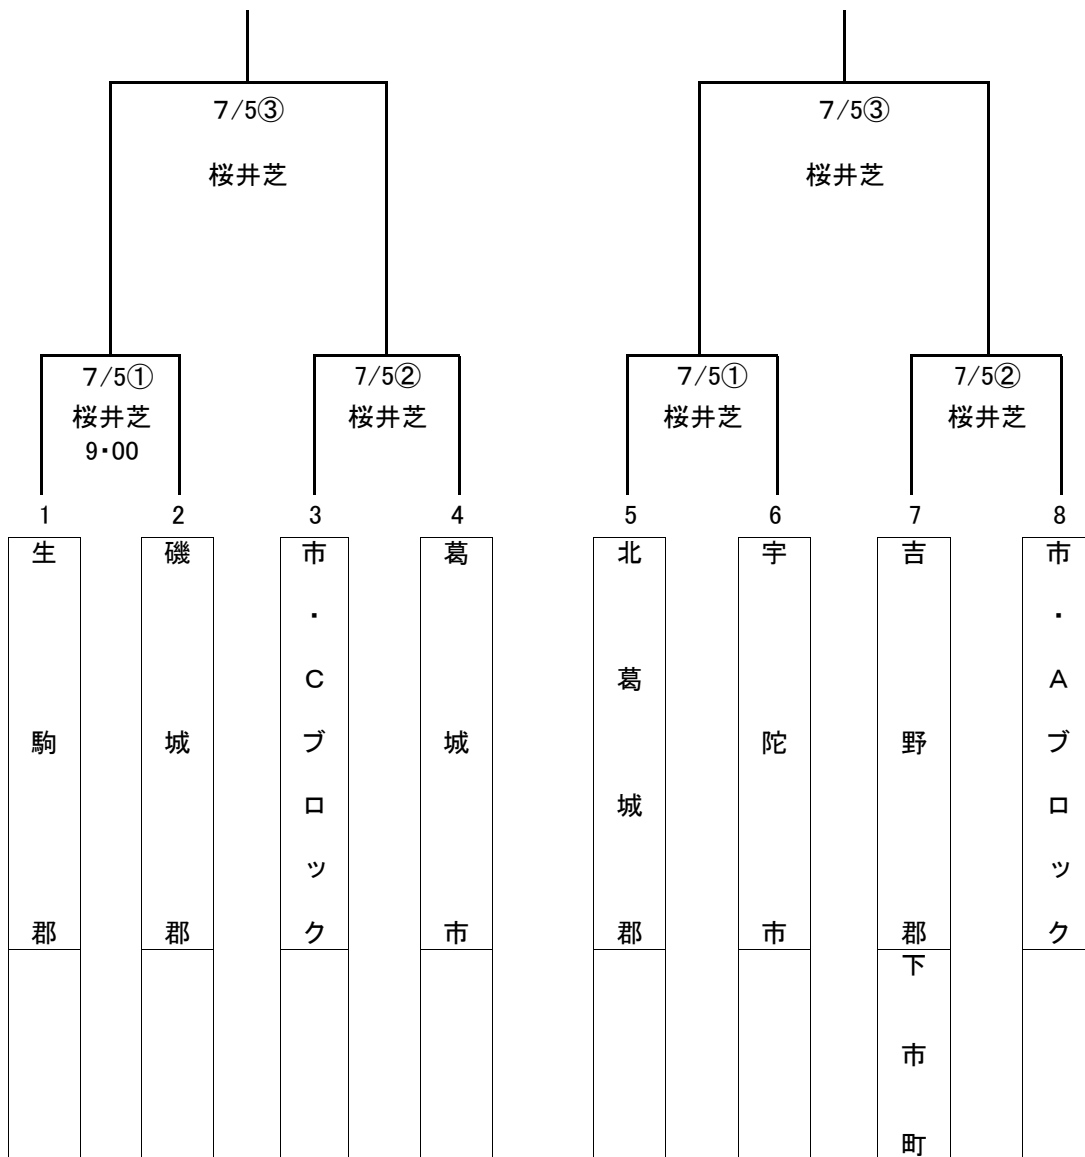 7/5③
7/5③
桜井芝
桜井芝
7/5①
7/5②
7/5①
7/5②
桜井芝
桜井芝
桜井芝
桜井芝
9・00
1
2
3
4
5
6
7
8
生駒郡
磯城郡
市・Cブロック
葛城市
北葛城郡
宇陀市
吉野郡
市・Aブロック
下市町